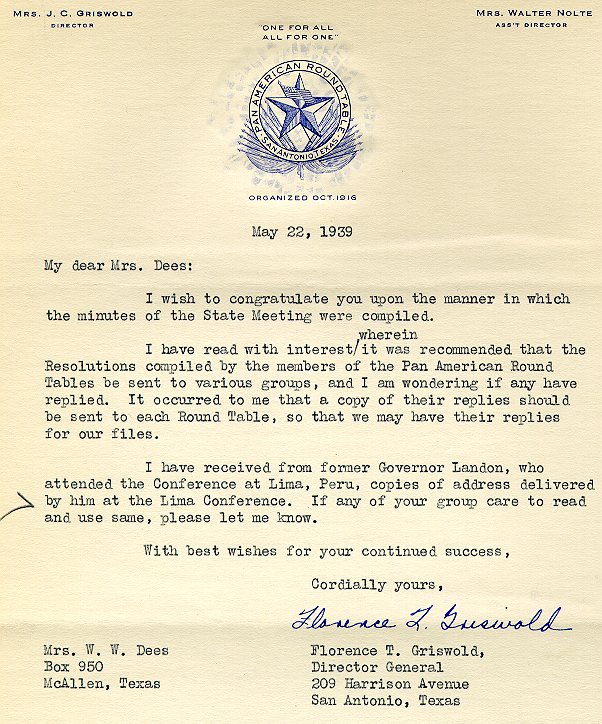 MRS. J. C. GRISWOLD
DIRECTOR
MRS. WALTER NOLTE
ASS'T DIRECTOR
"ONE FOR ALL
ALL FOR ONE"
PAN AMERICAN ROUND TABLE
SAN ANTONIO, TEXAS
ORGANIZED OCT. 1916
May 22, 1939
My dear Mrs. Dees:
I wish to congratulate you upon the manner in which
the minutes of the State Meeting were compiled.
wherein
I have read with interest/it was recommended that the
Resolutions compiled by the members of the Pan American Round
Tables be sent to various groups, and I am wondering if any have
replied. It occurred to me that a copy of their replies should
be sent to each Round Table, so that we may have their replies
for our files.
I have received from former Governor Landon, who
attended the Conference at Lima, Peru, copies of address delivered
by him at the Lima Conference. If any of your group care to read
and use same, please let me know.
With best wishes for your continued success,
Cordially yours,
Florence T. Griswold
Mrs. W. W. Dees
Box 950
McAllen, Texas
Florence T. Griswold,
Director General
209 Harrison Avenue
San Antonio, Texas